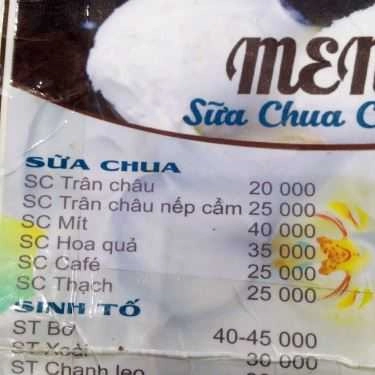 MEN
Sữa Chua C
SỮA CHUA
SC Trân châu 20 000
SC Trân châu nếp cẩm 25 000
SC Mít 40 000
SC Hoa quả 35 000
SC Café 25 000
SC Thạch 25 000
SINH TỐ
ST Bơ 40-45 000
ST Xoài 30 000
ST Chanh leo